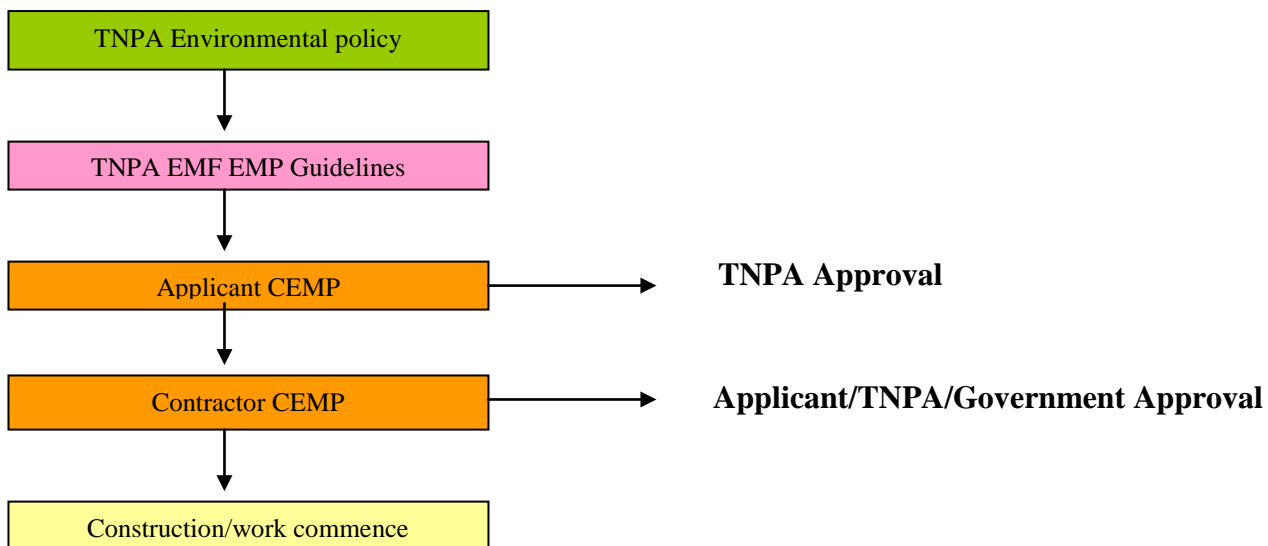 TNPA Environmental policy
TNPA EMF EMP Guidelines
Applicant CEMP
TNPA Approval
Contractor CEMP
Applicant/TNPA/Government Approval
Construction/work commence